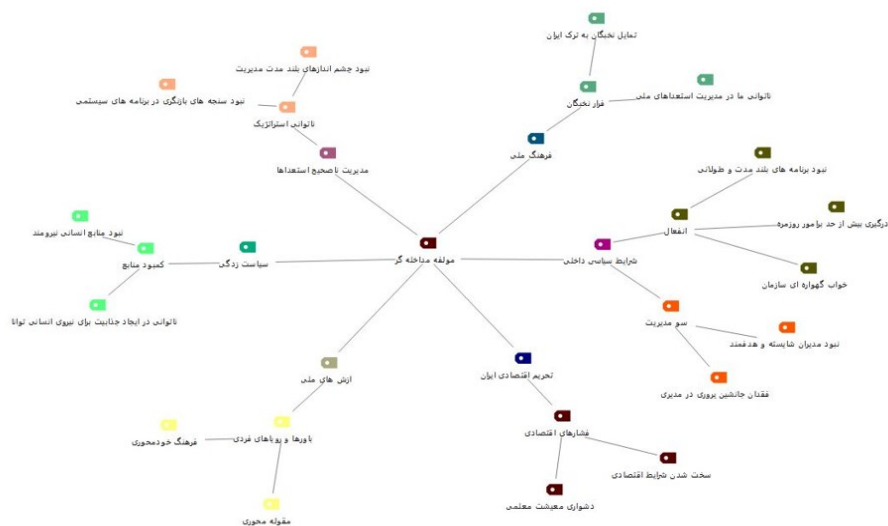 تمایل نخبگان به ترک ایران
نبود چشم اندازهای بلند مدت مدیریت
نبود سنجه های بازنگری در برنامه های سیستمی
ناتوانی ما در مدیریت استعدادهای ملی
فرار نخبگان
ناتوانی استراتژیک
فرهنگ ملی
مدیریت ناصحیح استعدادها
نبود برنامه های بلند مدت و طولانی
درگیری بیش از حد برامور روزمره
انفعال
نبود منابع انسانی نیرومند
شرایط سیاسی داخلی
مولفه مداخله گر
سیاست زدگی
کمبود منابع
خواب گهواره ای سازمان
سو مدیریت
ناتوانی در ایجاد جذابیت برای نیروی انسانی توانا
نبود مدیران شایسته و هدفمند
تحریم اقتصادی ایران
ازش های ملی
فقدان جانشین پروری در مدیری
فشارهای اقتصادی
باورها و رویاهای فردی
فرهنگ خودمحوری
سخت شدن شرایط اقتصادی
دشواری معیشت معلمی
مقوله محوری